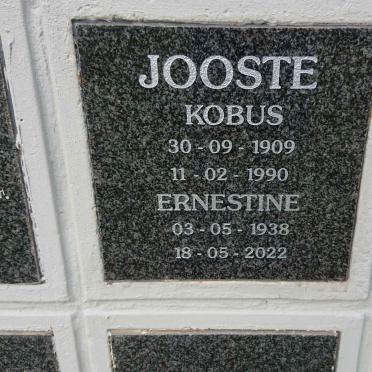 JOOSTE
KOBUS
30 - 09 - 1909
11 - 02 - 1990
ERNESTINE
03 - 05 - 1938
18 - 05 - 2022